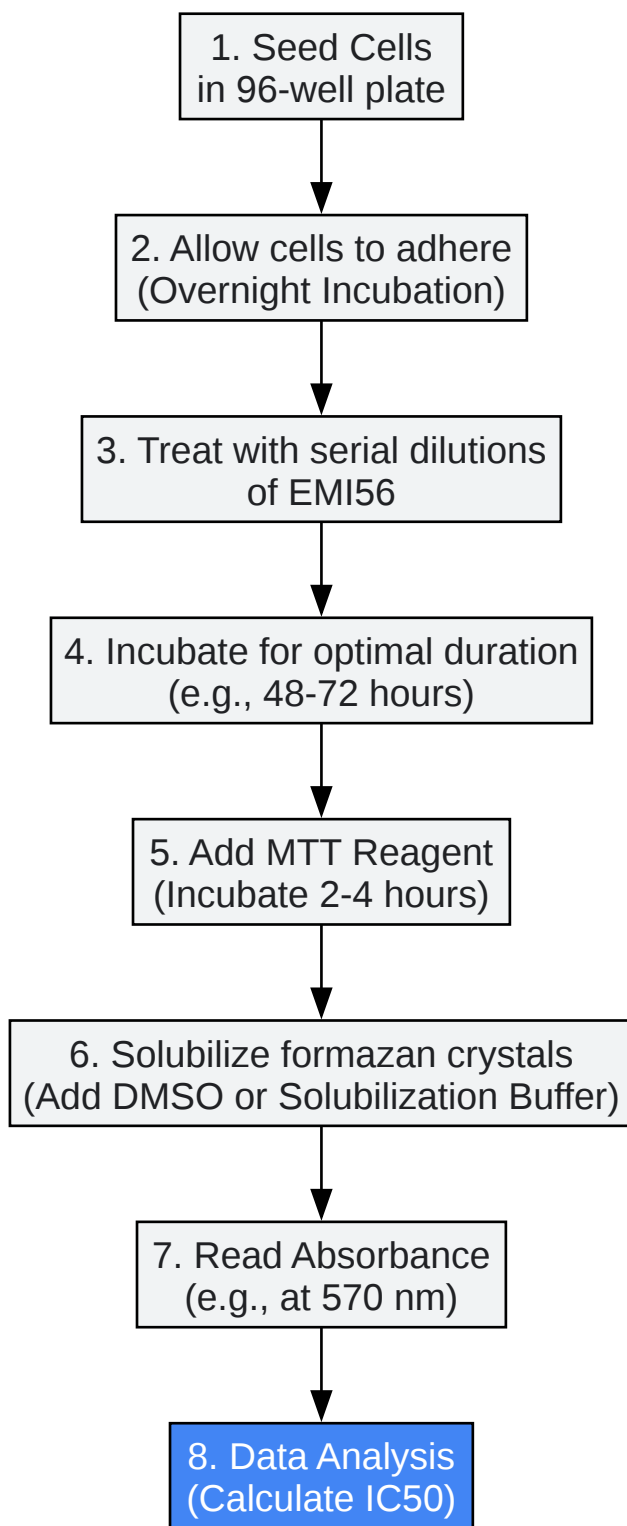 1. Seed Cells
in 96-well plate
2. Allow cells to adhere
(Overnight Incubation)
3. Treat with serial dilutions
of EMI56
4. Incubate for optimal duration
(e.g., 48-72 hours)
5. Add MTT Reagent
(Incubate 2-4 hours)
6. Solubilize formazan crystals
(Add DMSO or Solubilization Buffer)
7. Read Absorbance
(e.g., at 570 nm)
8. Data Analysis
(Calculate IC50)